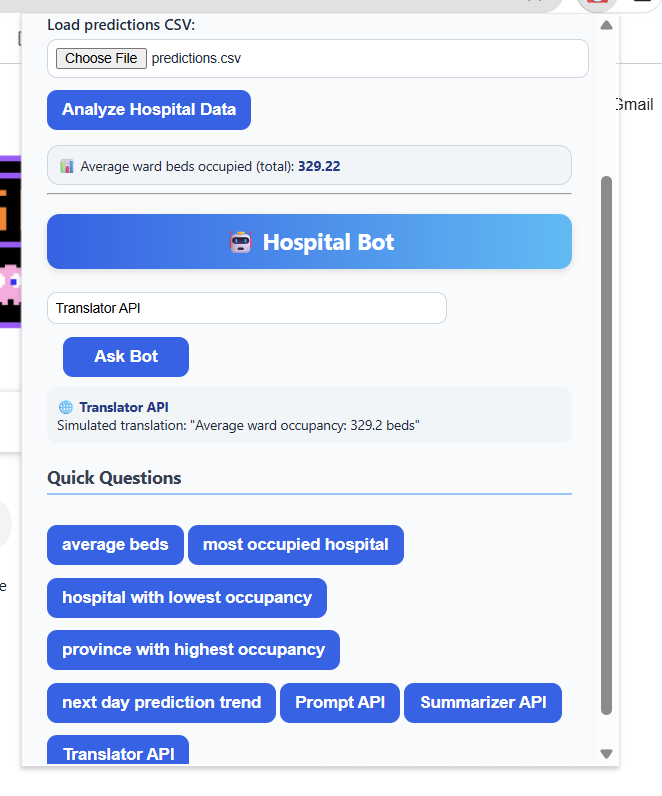 Load predictions CSV:
Choose File predictions.csv
Gmail
Analyze Hospital Data
Average ward beds occupied (total): 329.22
Hospital Bot
Translator API
Ask Bot
Translator API
Simulated translation: "Average ward occupancy: 329.2 beds"
Quick Questions
average beds most occupied hospital
hospital with lowest occupancy
province with highest occupancy
next day prediction trend Prompt API Summarizer API
Translator API